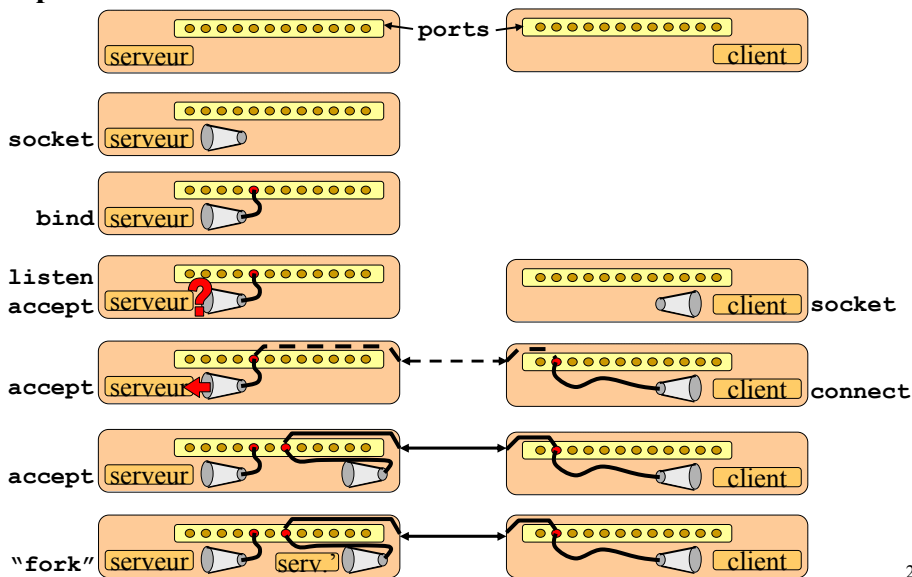 ports
serveur
client
socket
serveur
bind
serveur
listen
accept
serveur
client
socket
accept
serveur
client
connect
accept
serveur
client
"fork"
serveur
serv.'
client
2